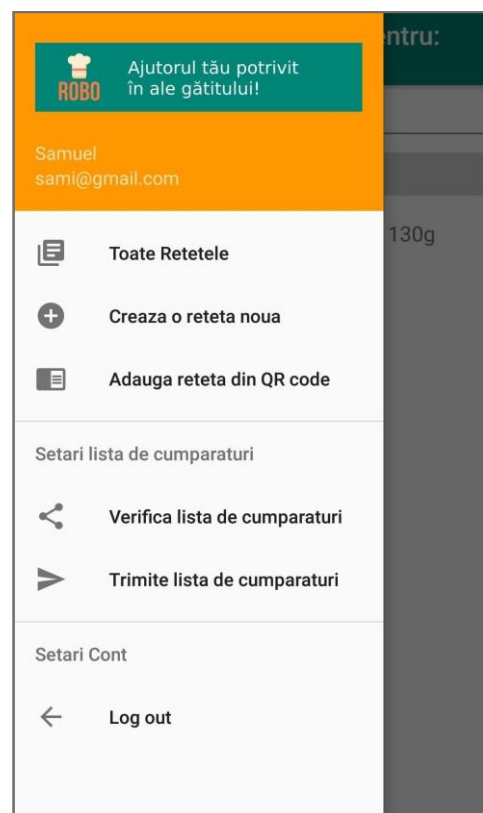 ROBO
Ajutorul tău potrivit
în ale gătitului!
Samuel
sami@gmail.com
Toate Retetele
Creaza o reteta noua
Adauga reteta din QR code
Setari lista de cumparaturi
Verifica lista de cumparaturi
Trimite lista de cumparaturi
Setari Cont
Log out
ntru:
130g